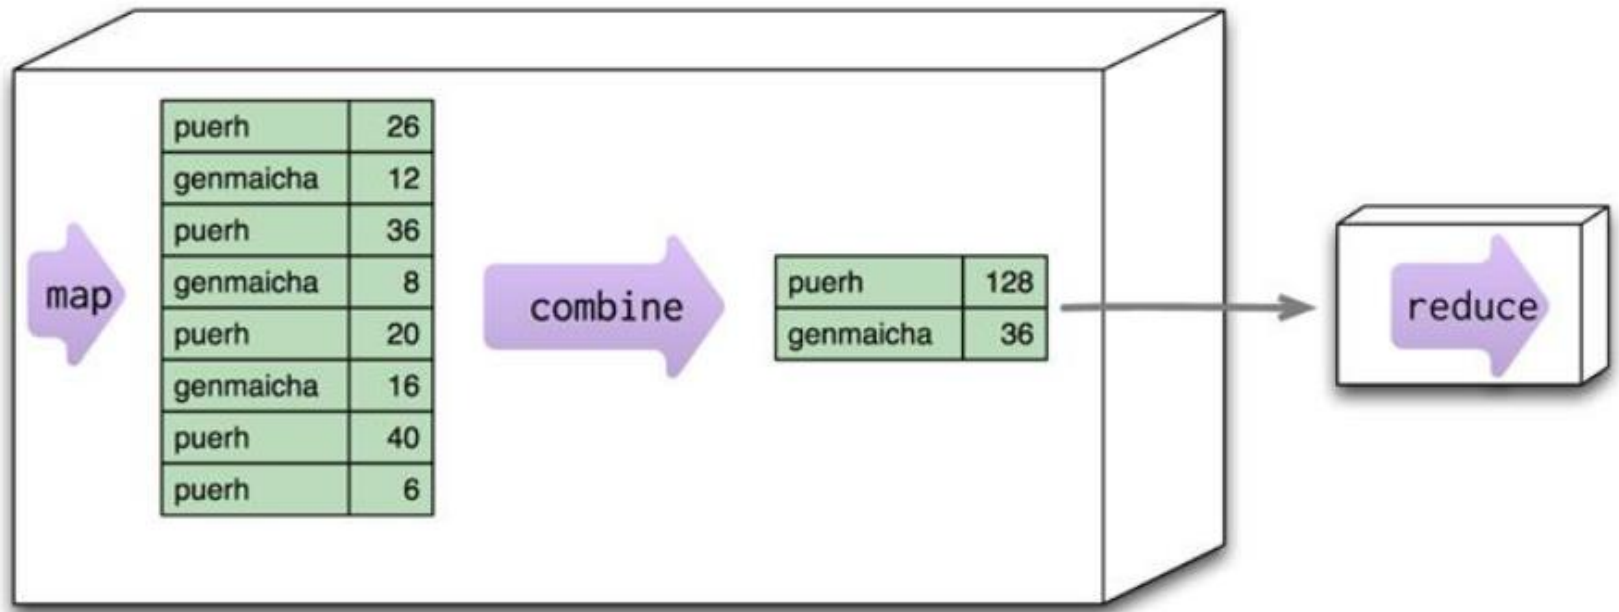 map
puerh 26
genmaicha 12
puerh 36
genmaicha 8
puerh 20
genmaicha 16
puerh 40
puerh 6
combine
puerh 128
genmaicha 36
reduce